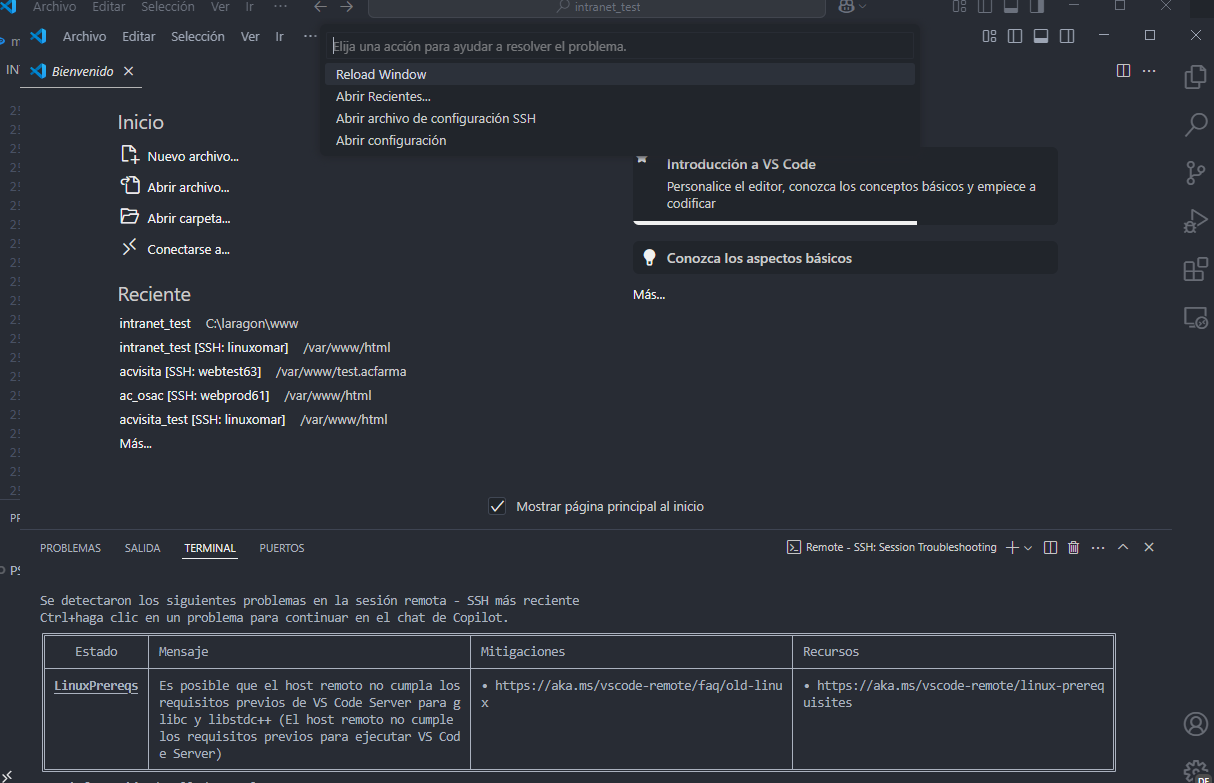 Archivo Editar Selección Ver Ir ··· intranet_test
Archivo Editar Selección Ver Ir ···
Elija una acción para ayudar a resolver el problema.
Reload Window
Abrir Recientes...
Abrir archivo de configuración SSH
Abrir configuración
Bienvenido
Inicio
Nuevo archivo...
Abrir archivo...
Abrir carpeta...
Conectarse a...
Reciente
intranet_test C:\laragon\www
intranet_test [SSH: linuxomar] /var/www/html
acvisita [SSH: webtest63] /var/www/test.acfarma
ac_osac [SSH: webprod61] /var/www/html
acvisita_test [SSH: linuxomar] /var/www/html
Más...
Introducción a VS Code
Personalice el editor, conozca los conceptos básicos y empiece a
codificar
Conozca los aspectos básicos
Más...
Mostrar página principal al inicio
PROBLEMAS SALIDA TERMINAL PUERTOS
Remote - SSH: Session Troubleshooting
Se detectaron los siguientes problemas en la sesión remota - SSH más reciente
Ctrl+haga clic en un problema para continuar en el chat de Copilot.
Estado Mensaje Mitigaciones Recursos
LinuxPrereqs
Es posible que el host remoto no cumpla los
requisitos previos de VS Code Server para g
libc y libstdc++ (El host remoto no cumple
los requisitos previos para ejecutar VS Cod
e Server)
• https://aka.ms/vscode-remote/faq/old-linu
x
• https://aka.ms/vscode-remote/linux-prereq
uisites